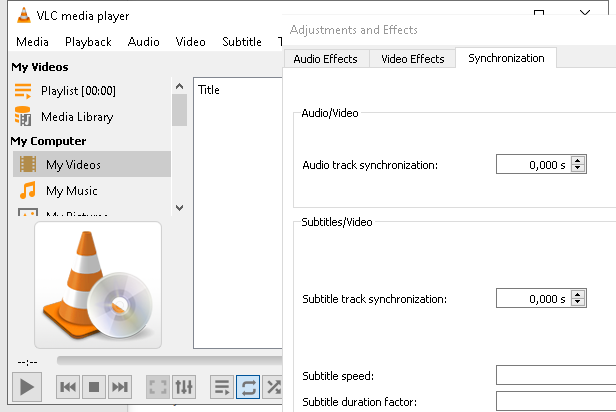 VLC media player
Media Playback Audio Video Subtitle
My Videos
Playlist [00:00]
Media Library
My Computer
My Videos
My Music
My Pictures
Title
--:--
Adjustments and Effects
Audio Effects Video Effects Synchronization
Audio/Video
Audio track synchronization: 0,000 s
Subtitles/Video
Subtitle track synchronization: 0,000 s
Subtitle speed:
Subtitle duration factor: